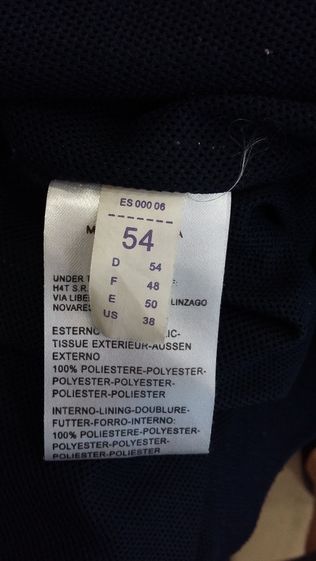 ES 000 06
54
D 54
F 48
E 50
US 38
M A
UNDER T :
H4T S.R.
VIA LIBE LINZAGO
NOVARES
ESTERNO IC-
TISSUE EXTERIEUR-AUSSEN
EXTERNO
100% POLIESTERE-POLYESTER-
POLYESTER-POLYESTER-
POLIESTER-POLIESTER
INTERNO-LINING-DOUBLURE-
FUTTER-FORRO-INTERNO:
100% POLIESTERE-POLYESTER-
POLYESTER-POLYESTER-
POLIESTER-POLIESTER